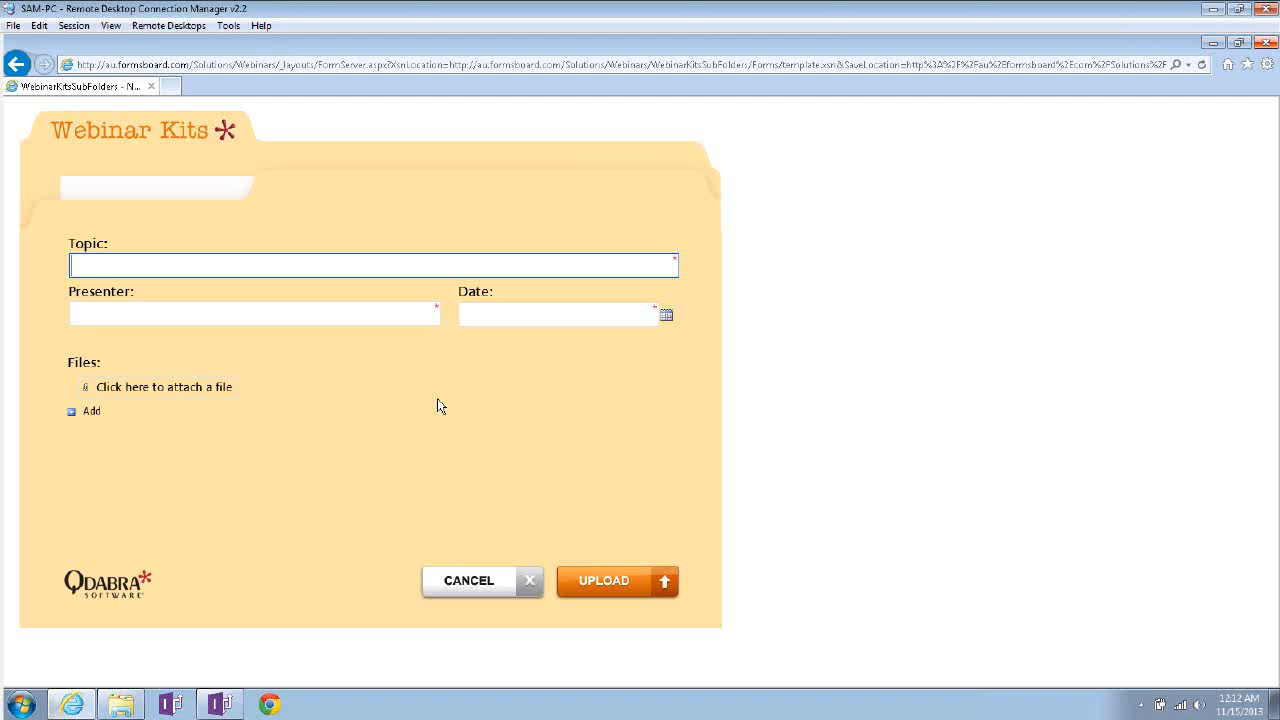 SAM-PC - Remote Desktop Connection Manager v2.2
File Edit Session View Remote Desktops Tools Help
http://au.formsboard.com/Solutions/Webinars/_layouts/FormServer.aspx?XsnLocation=http://au.formsboard.com/Solutions/Webinars/WebinarKitsSubFolders/Forms/template.xsn&SaveLocation=http%3A%2F%2Fau%2Eformsboard%2Ecom%2FSolutions%2F
WebinarKitsSubFolders - N...
Webinar Kits
Topic:
*
Presenter: Date:
* *
Files:
Click here to attach a file
Add
QDABRA
SOFTWARE
CANCEL X UPLOAD
12:12 AM
11/15/2013